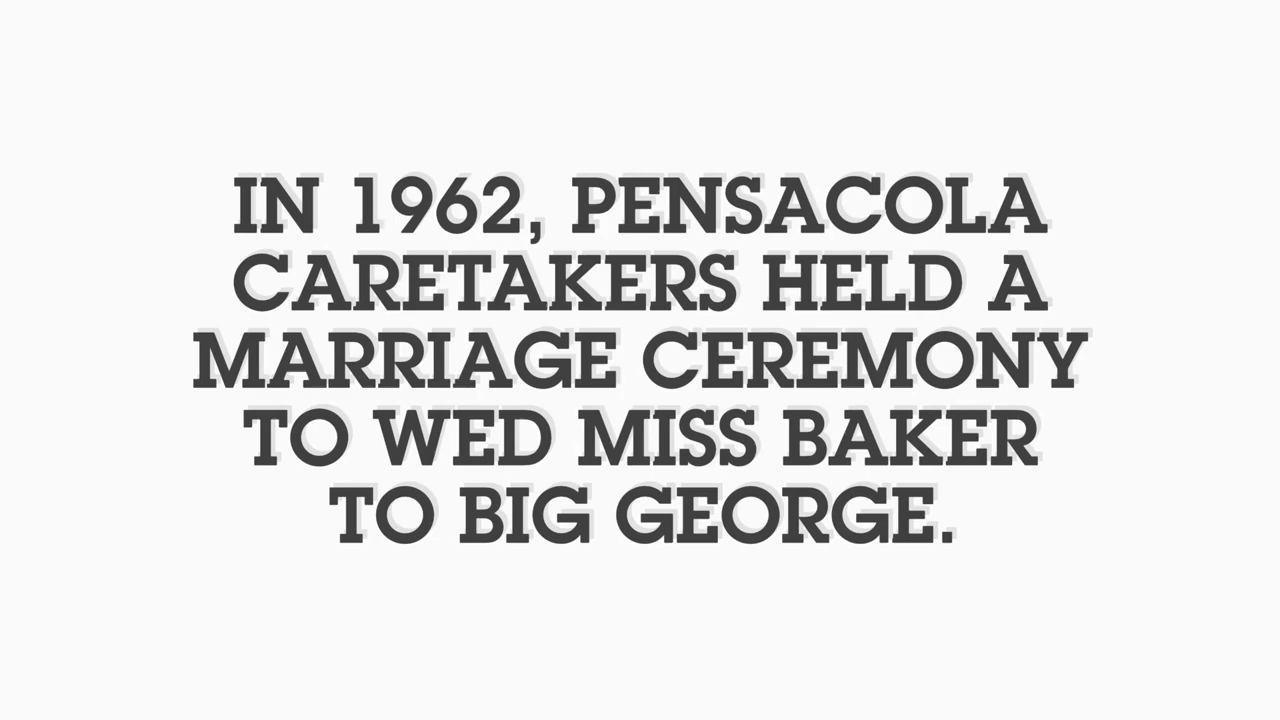 IN 1962, PENSACOLA
CARETAKERS HELD A
MARRIAGE CEREMONY
TO WED MISS BAKER
TO BIG GEORGE.